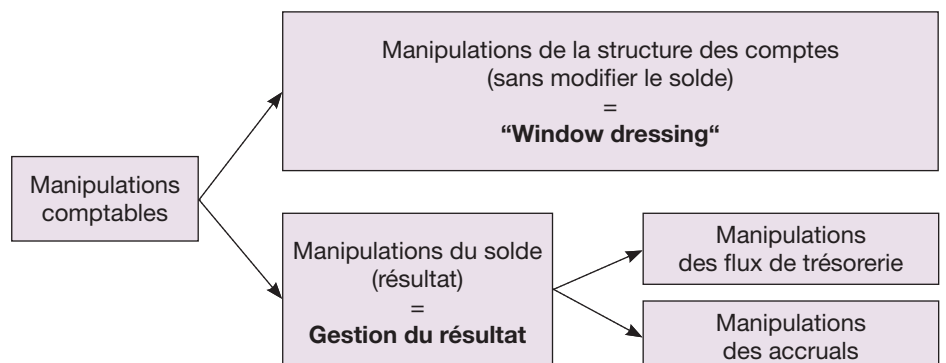 Manipulations de la structure des comptes
(sans modifier le solde)
=
“Window dressing“
Manipulations
comptables
Manipulations du solde
(résultat)
=
Gestion du résultat
Manipulations
des flux de trésorerie
Manipulations
des accruals